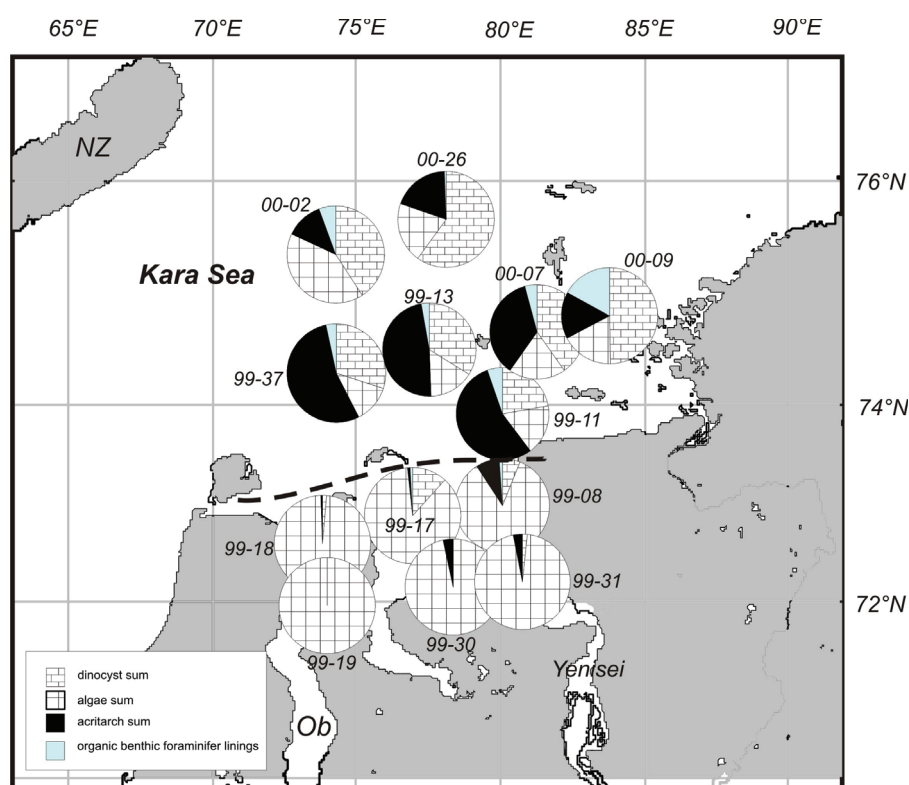 65°E 70°E 75°E 80°E 85°E 90°E
NZ
00-26
76°N
00-02
Kara Sea
00-07
00-09
99-13
99-37
74°N
99-11
99-08
99-17
99-18
99-31
72°N
99-30
99-19
Yenisei
dinocyst sum
algae sum
acritarch sum
organic benthic foraminifer linings
Ob